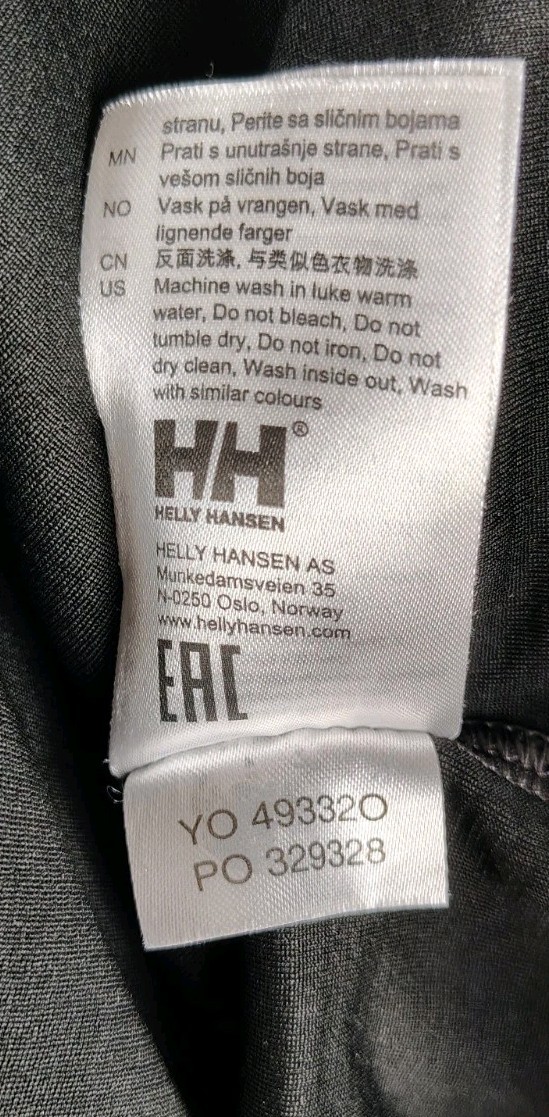 stranu, Perite sa sličnim bojama
MN Prati s unutrašnje strane, Prati s
vešom sličnih boja
NO Vask på vrangen, Vask med
lignende farger
CN 反面洗涤, 与类似色衣物洗涤
US Machine wash in luke warm
water, Do not bleach, Do not
tumble dry, Do not iron, Do not
dry clean, Wash inside out, Wash
with similar colours
HH®
HELLY HANSEN
HELLY HANSEN AS
Munkedamsveien 35
N-0250 Oslo, Norway
www.hellyhansen.com
EAC
YO 49332O
PO 329328